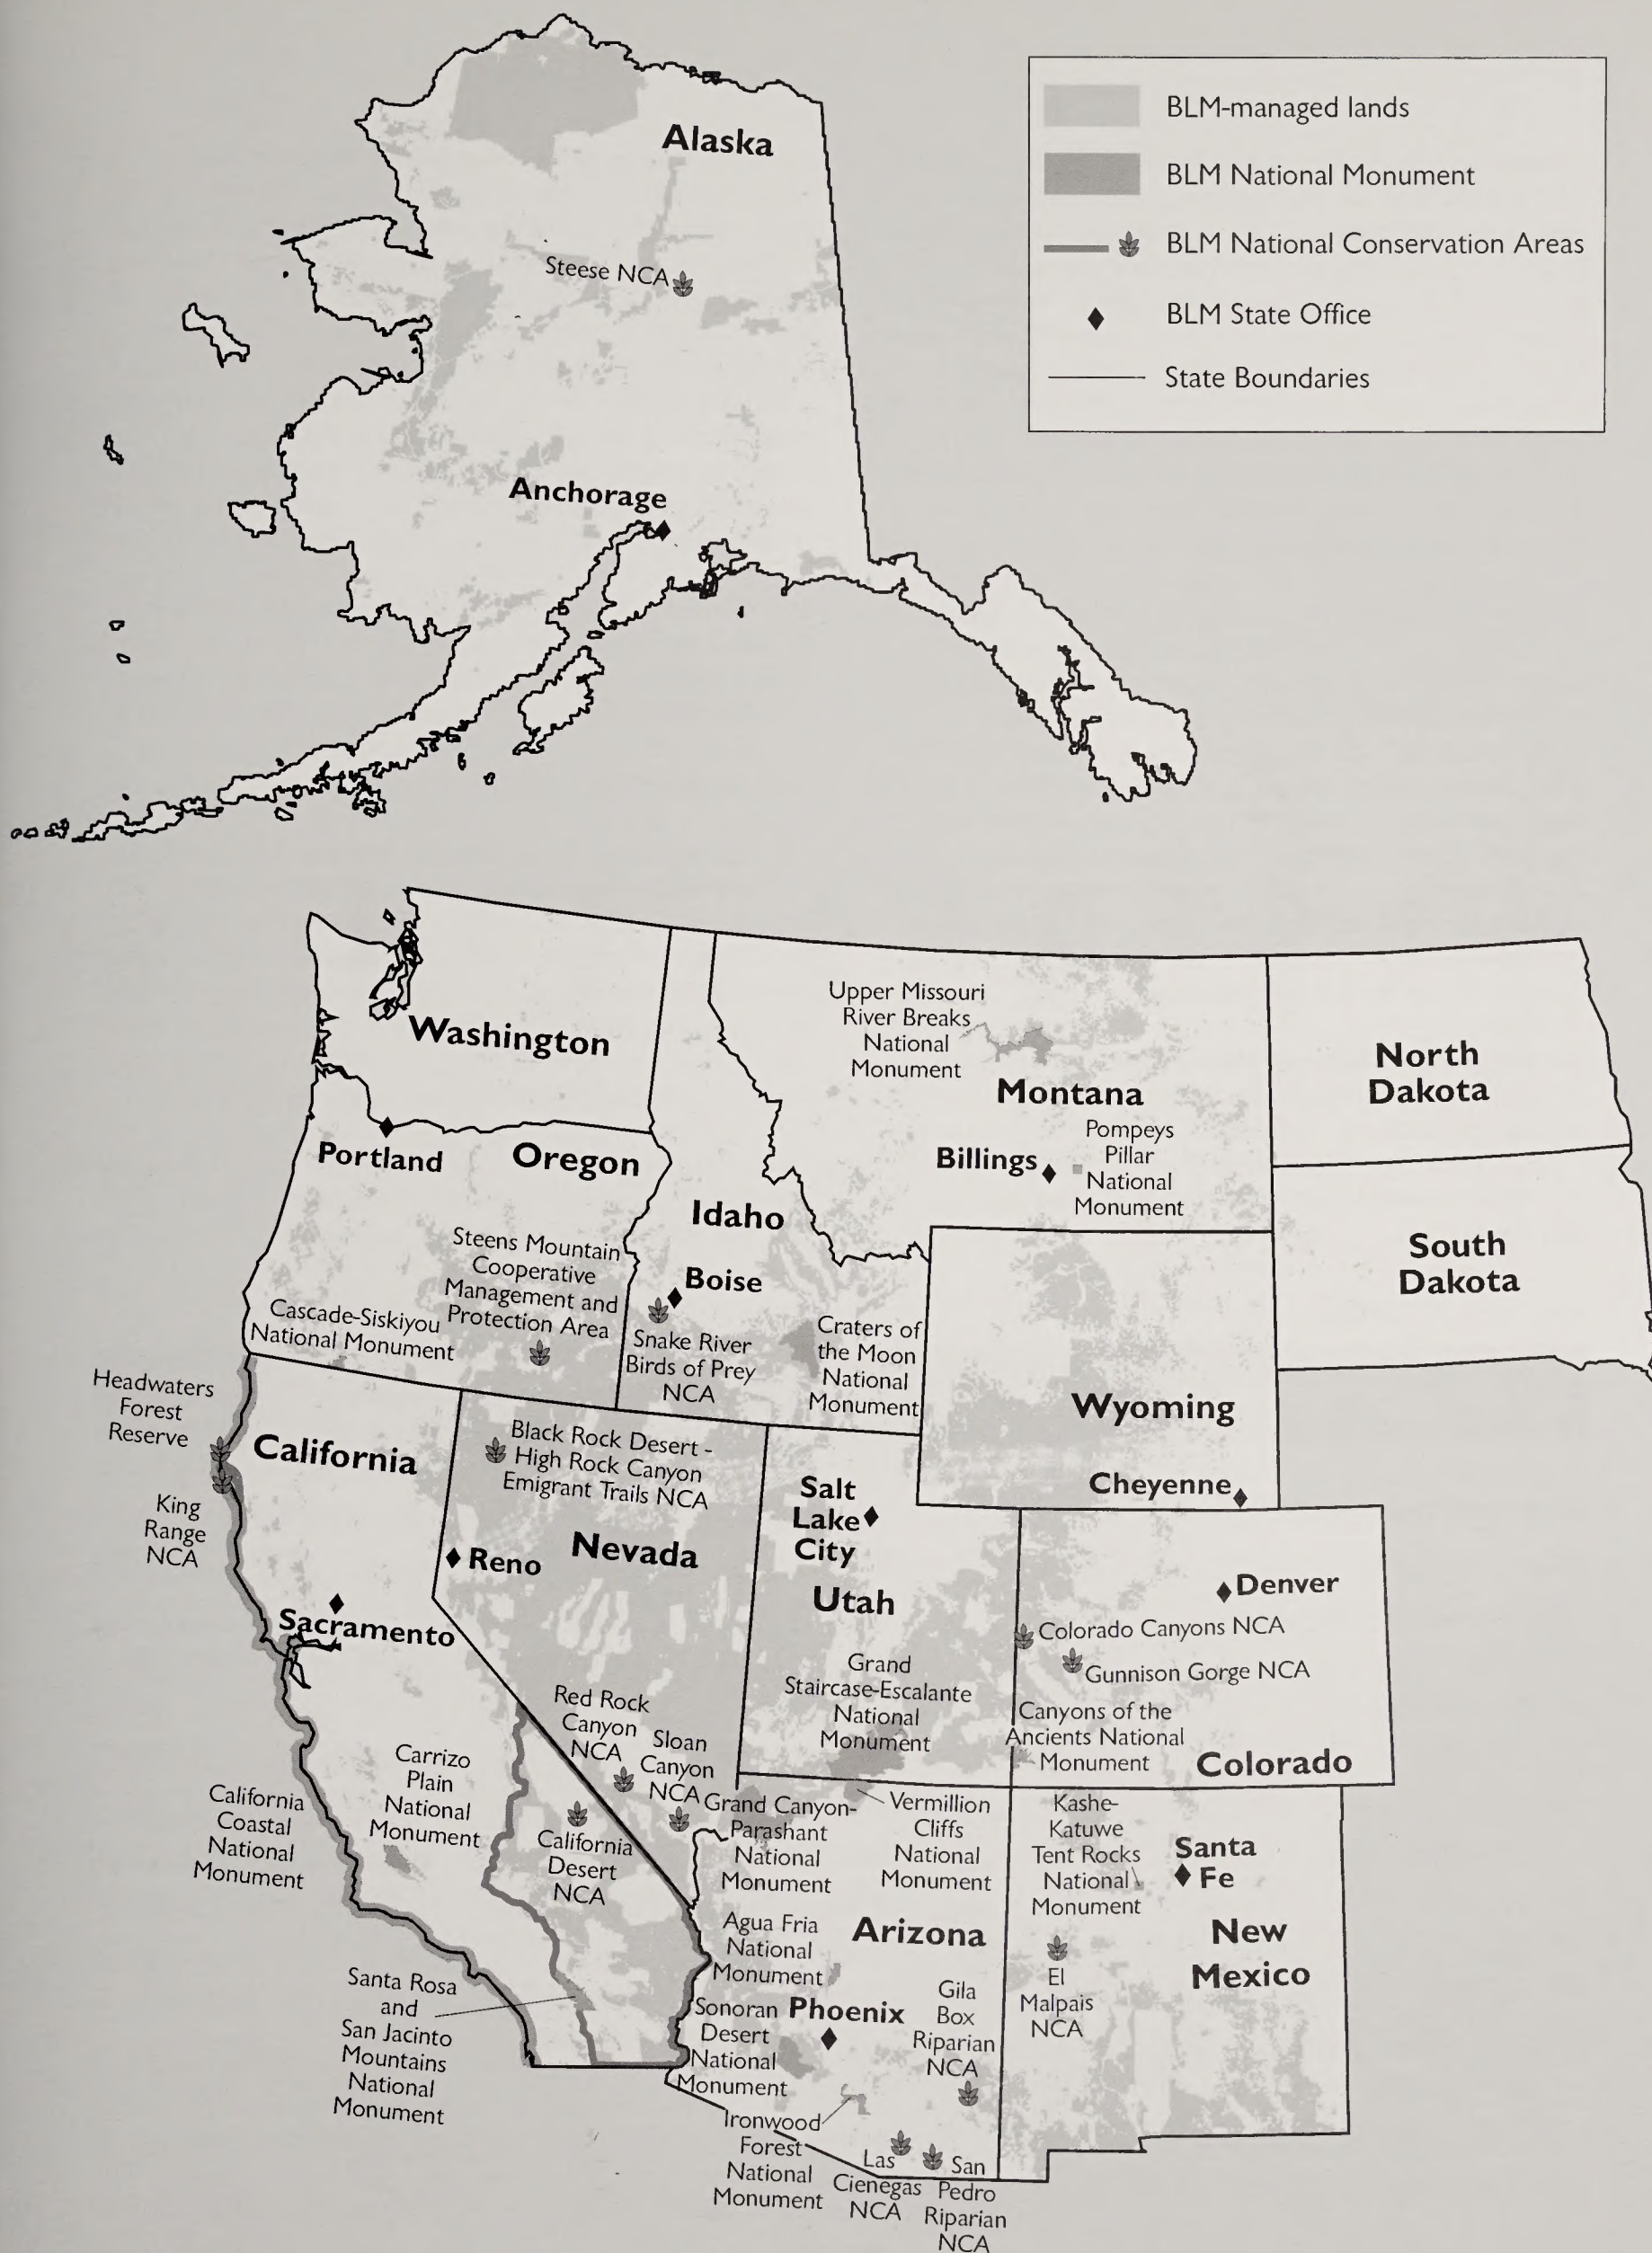 BLM-managed lands
BLM National Monument
BLM National Conservation Areas
BLM State Office
State Boundaries
Alaska
Steese NCA
Anchorage
Washington
Portland
Oregon
Steens Mountain
Cooperative
Management and
Protection Area
Cascade-Siskiyou
National Monument
Idaho
Boise
Snake River
Birds of Prey
NCA
Craters of
the Moon
National
Monument
Upper Missouri
River Breaks
National
Monument
Montana
Billings
Pompeys
Pillar
National
Monument
North
Dakota
South
Dakota
Wyoming
Cheyenne
Headwaters
Forest
Reserve
King
Range
NCA
California
Sacramento
Black Rock Desert -
High Rock Canyon
Emigrant Trails NCA
Reno
Nevada
Red Rock
Canyon
NCA
Sloan
Canyon
NCA
Salt
Lake
City
Utah
Grand
Staircase-Escalante
National
Monument
Denver
Colorado Canyons NCA
Gunnison Gorge NCA
Canyons of the
Ancients National
Monument
Colorado
California
Coastal
National
Monument
Carrizo
Plain
National
Monument
California
Desert
NCA
Santa Rosa
and
San Jacinto
Mountains
National
Monument
Grand Canyon-
Parashant
National
Monument
Vermillion
Cliffs
National
Monument
Agua Fria
National
Monument
Arizona
Sonoran
Desert
National
Monument
Phoenix
Gila
Box
Riparian
NCA
Ironwood
Forest
National
Monument
Las
Cienegas
NCA
San
Pedro
Riparian
NCA
Kashe-
Katuwe
Tent Rocks
National
Monument
Santa
Fe
New
Mexico
El
Malpais
NCA